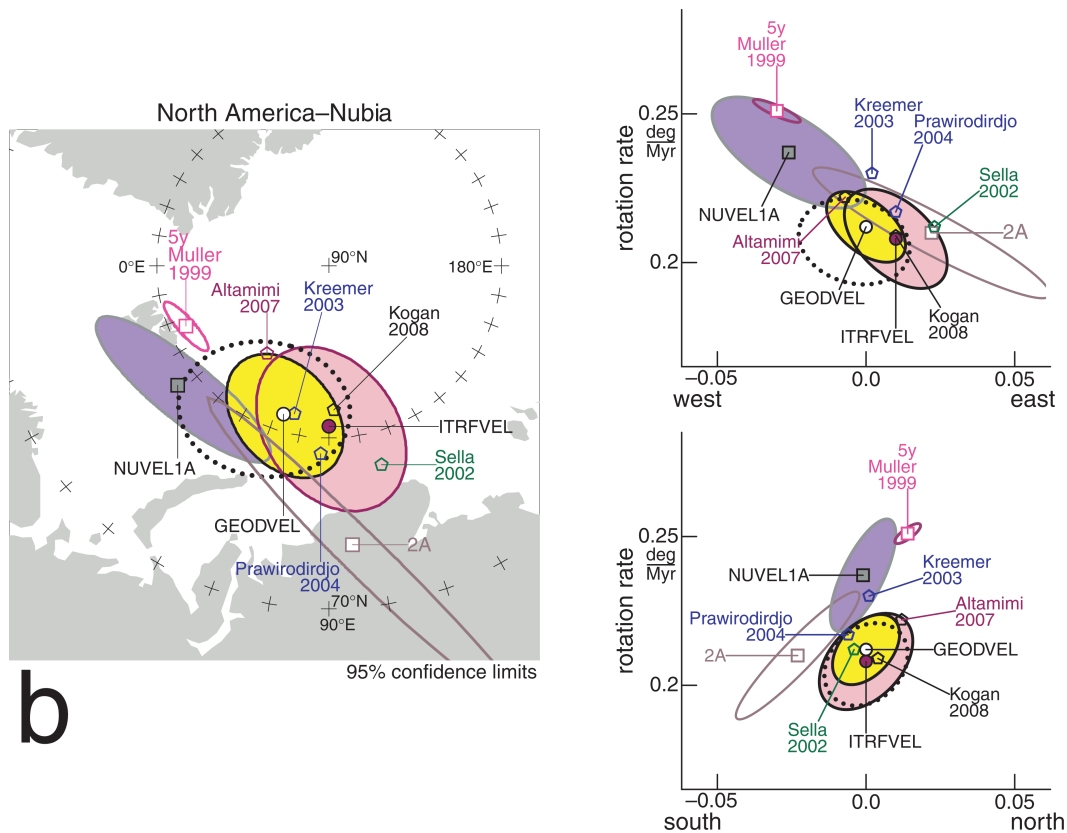 North America–Nubia
5y
Muller
1999
0°E
90°N
180°E
Altamimi
2007
Kreemer
2003
Kogan
2008
ITRFVEL
NUVEL1A
Sella
2002
GEODVEL
2A
Prawirodirdjo
2004
70°N
90°E
95% confidence limits
b
5y
Muller
1999
0.25
deg
Myr
rotation rate
0.2
Kreemer
2003
Prawirodirdjo
2004
Sella
2002
NUVEL1A
2A
Altamimi
2007
GEODVEL
Kogan
2008
ITRFVEL
–0.05
0.0
0.05
west
east
5y
Muller
1999
0.25
deg
Myr
rotation rate
0.2
NUVEL1A
Kreemer
2003
Altamimi
2007
Prawirodirdjo
2004
GEODVEL
2A
Kogan
2008
Sella
2002
ITRFVEL
–0.05
0.0
0.05
south
north